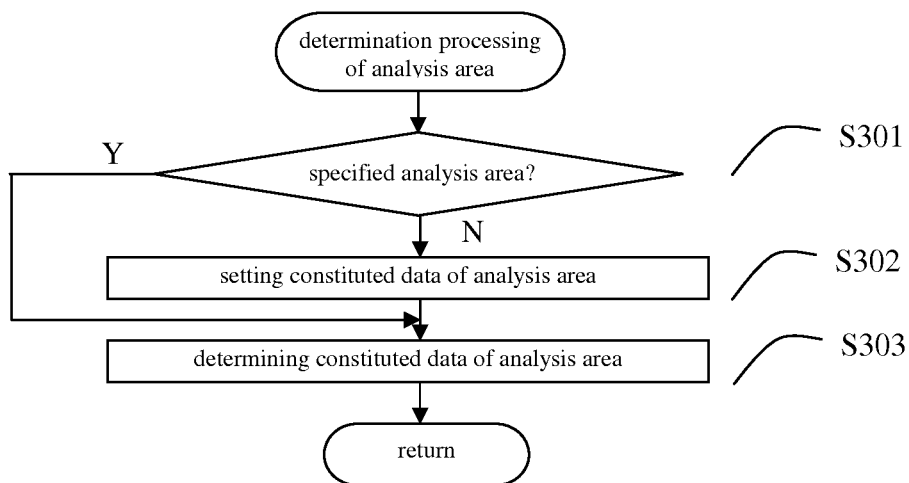 determination processing
of analysis area
S301
Y
specified analysis area?
N
S302
setting constituted data of analysis area
S303
determining constituted data of analysis area
return